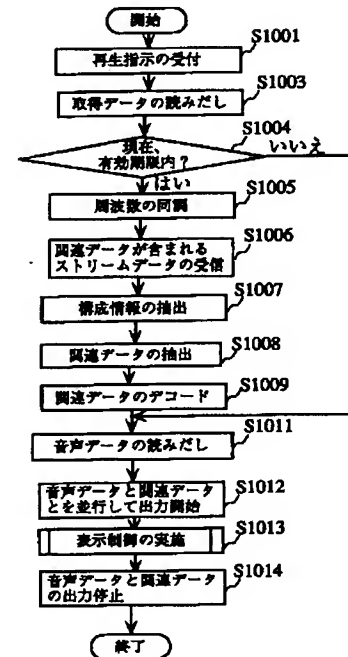 開始
S1001
再生指示の受付
S1003
取得データの読みだし
S1004
現在、
有効期限内？
いいえ
はい
S1005
周波数の同調
S1006
関連データが含まれる
ストリームデータの受信
S1007
構成情報の抽出
S1008
関連データの抽出
S1009
関連データのデコード
S1011
音声データの読みだし
S1012
音声データと関連データ
とを並行して出力開始
S1013
表示制御の実施
S1014
音声データと関連データ
の出力停止
終了